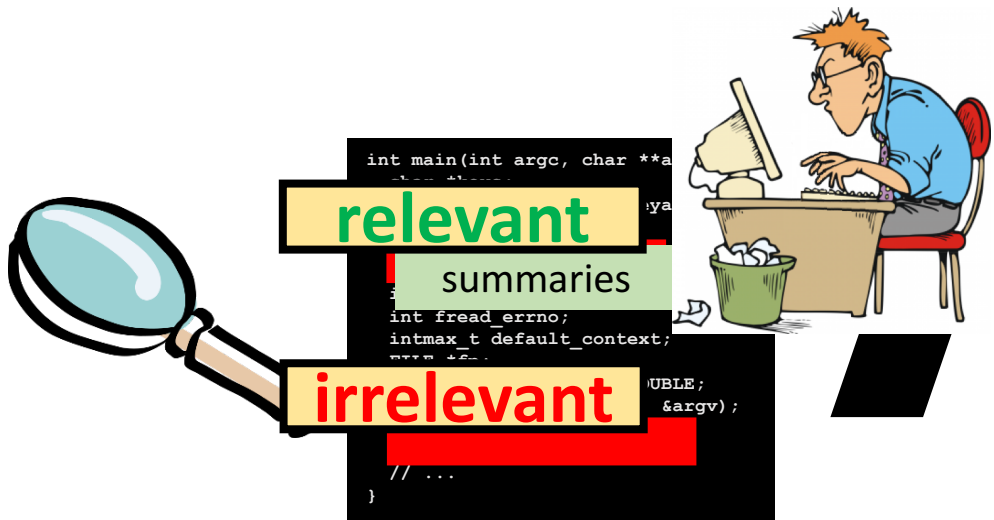 int main(int argc, char **a
relevant
summaries
int fread_errno;
intmax_t default_context;
irrelevant
&argv);
// ...
}